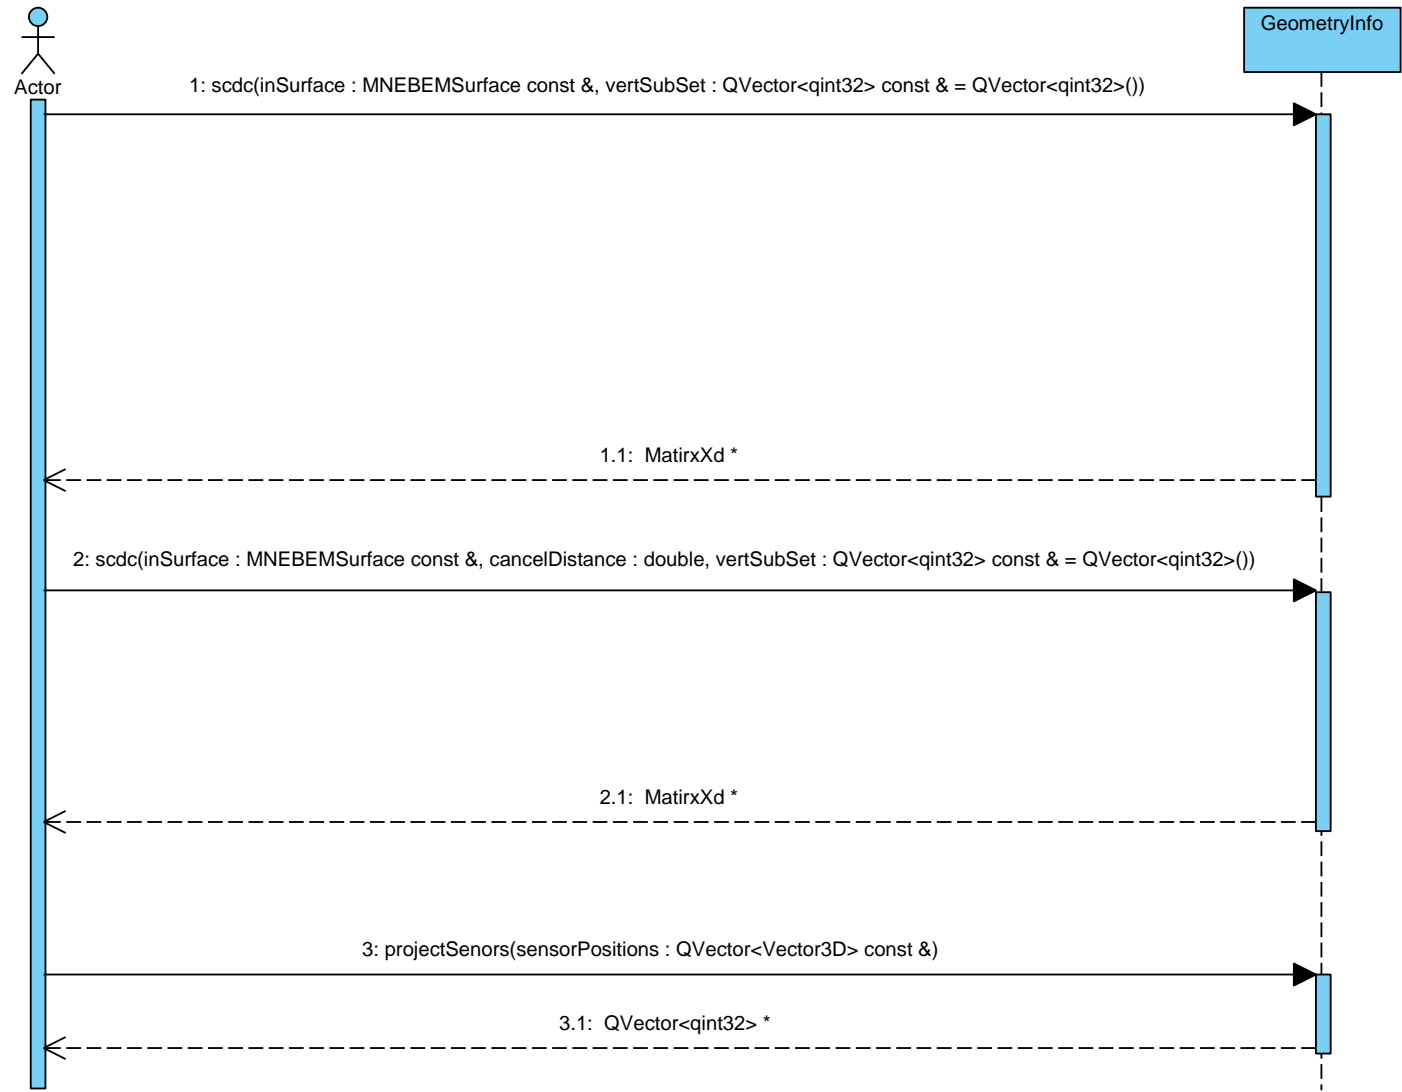 GeometryInfo
Actor
1: scdc(inSurface : MNEBEMSurface const &, vertSubSet : QVector<qint32> const & = QVector<qint32>())
1.1:  MatirxXd *
2: scdc(inSurface : MNEBEMSurface const &, cancelDistance : double, vertSubSet : QVector<qint32> const & = QVector<qint32>())
2.1:  MatirxXd *
3: projectSenors(sensorPositions : QVector<Vector3D> const &)
3.1:  QVector<qint32> *